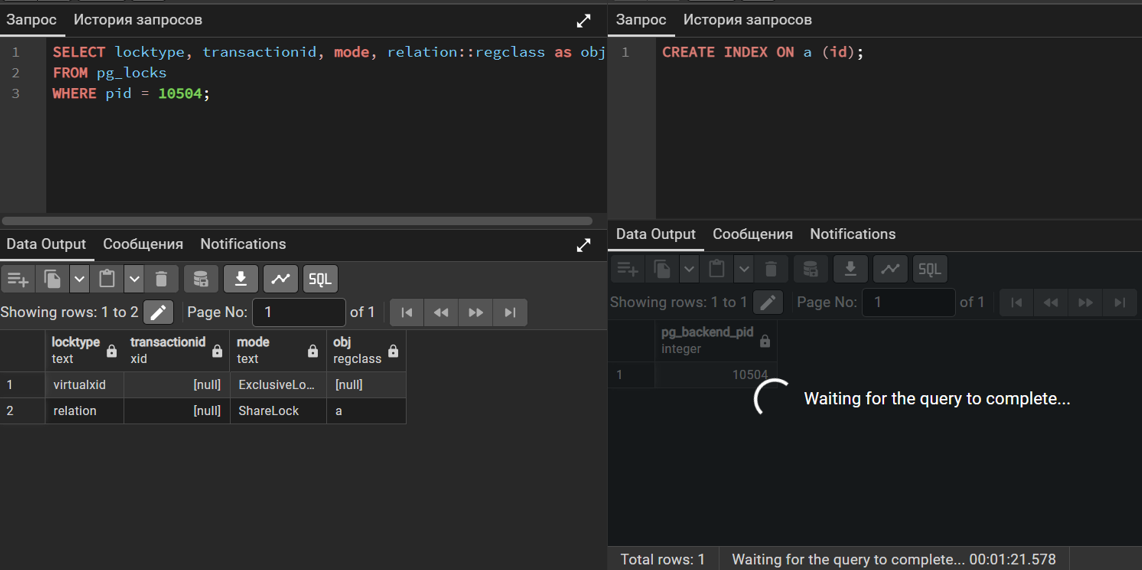 Запрос История запросов
1 SELECT locktype, transactionid, mode, relation::regclass as obj
2 FROM pg_locks
3 WHERE pid = 10504;
Data Output Сообщения Notifications
SQL
Showing rows: 1 to 2 Page No: 1 of 1
locktype transactionid mode obj
text xid text regclass
1 virtualxid [null] ExclusiveLo... [null]
2 relation [null] ShareLock a
Запрос История запросов
1 CREATE INDEX ON a (id);
Data Output Сообщения Notifications
SQL
Showing rows: 1 to 1 Page No: 1 of 1
pg_backend_pid
integer
1 10504
Waiting for the query to complete...
Total rows: 1 Waiting for the query to complete... 00:01:21.578